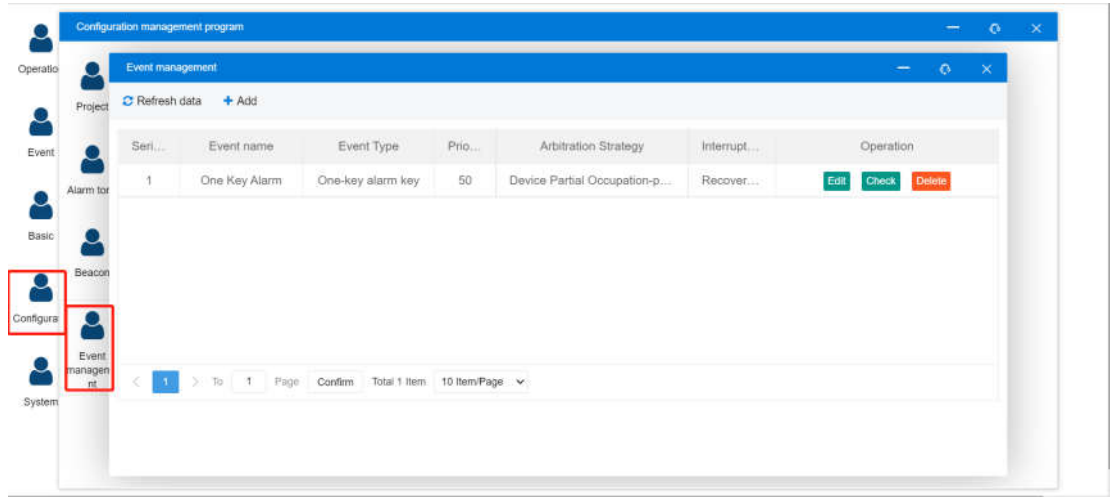 Configuration management program
Operatio
Event management
Project
Refresh data Add
Seri... Event name Event Type Prio... Arbitration Strategy Interrupt... Operation
Event
1 One Key Alarm One-key alarm key 50 Device Partial Occupation-p... Recover... Edit Check Delete
Alarm tor
Basic
Beacon
Configura
Event
managem
nt
< 1 > To 1 Page Confirm Total 1 Item 10 Item/Page
System